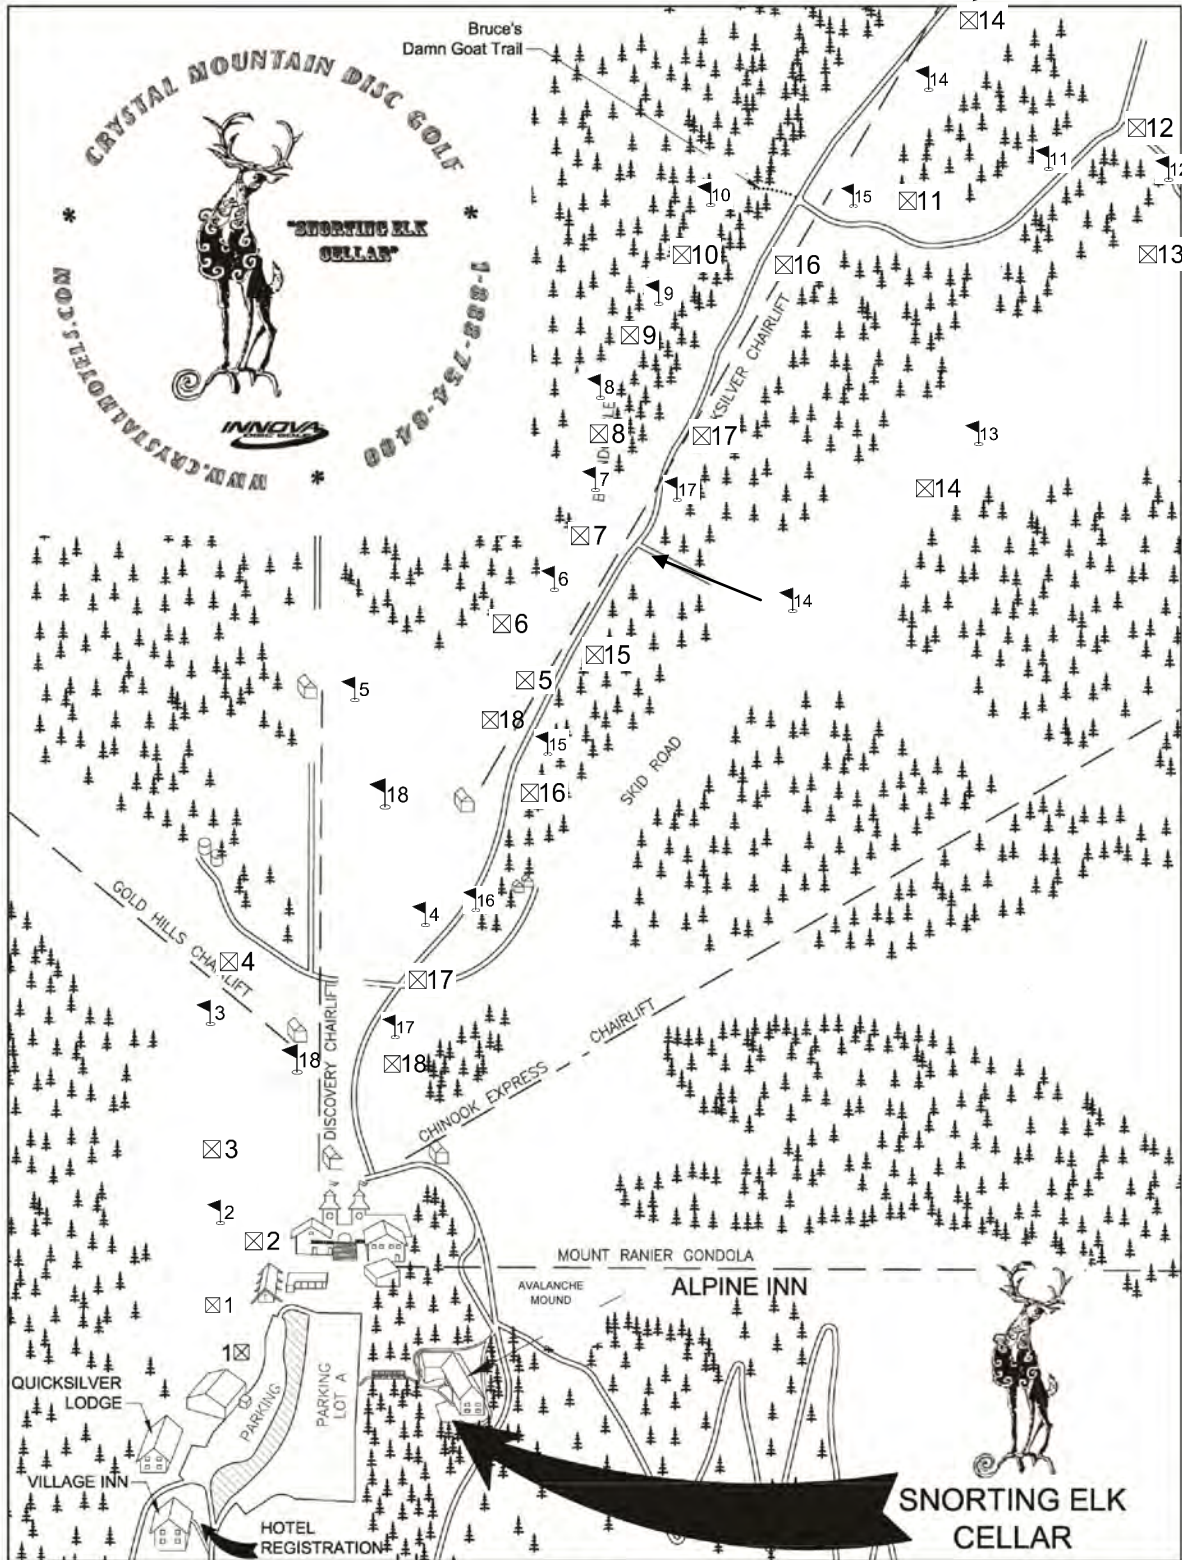 CRYSTAL MOUNTAIN DISC GOLF
"SNORTING ELK
CELLAR"
1-888-754-6400
WWW.CRYSTALHOTELS.COM
INNOVA
DISC GOLF
Bruce's
Damn Goat Trail
14
14
12
11
12
10
15
11
10
16
13
9
9
KSILVER CHAIRLIFT
8
8
17
13
7
17
14
7
6
14
6
15
5
5
18
15
SKID ROAD
18
16
GOLD HILLS CHAIRLIFT
4
16
4
17
3
DISCOVERY CHAIRLIFT
17
18
18
CHINOOK EXPRESS
CHAIRLIFT
3
2
2
MOUNT RANIER GONDOLA
ALPINE INN
AVALANCHE
MOUND
1
1
QUICKSILVER
LODGE
PARKING
PARKING
LOT A
VILLAGE INN
HOTEL
REGISTRATION
SNORTING ELK
CELLAR